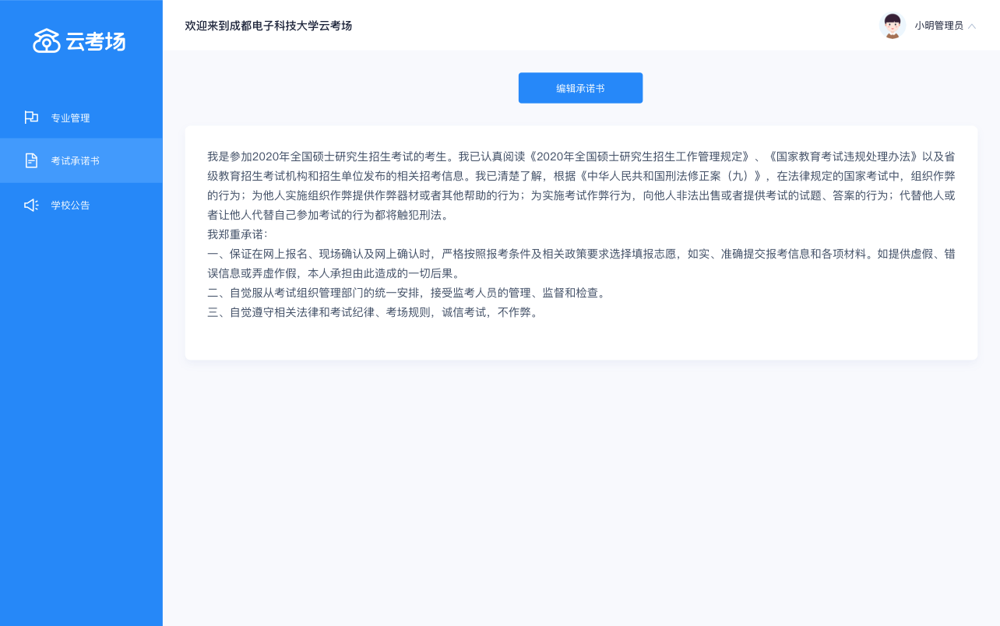 云考场
欢迎来到成都电子科技大学云考场
小明管理员
专业管理
考试承诺书
学校公告
编辑承诺书
我是参加2020年全国硕士研究生招生考试的考生。我已认真阅读《2020年全国硕士研究生招生工作管理规定》、《国家教育考试违规处理办法》以及省
级教育招生考试机构和招生单位发布的相关招考信息。我已清楚了解，根据《中华人民共和国刑法修正案（九）》，在法律规定的国家考试中，组织作弊
的行为；为他人实施组织作弊提供作弊器材或者其他帮助的行为；为实施考试作弊行为，向他人非法出售或者提供考试的试题、答案的行为；代替他人或
者让他人代替自己参加考试的行为都将触犯刑法。
我郑重承诺：
一、保证在网上报名、现场确认及网上确认时，严格按照报考条件及相关政策要求选择填报志愿，如实、准确提交报考信息和各项材料。如提供虚假、错
误信息或弄虚作假，本人承担由此造成的一切后果。
二、自觉服从考试组织管理部门的统一安排，接受监考人员的管理、监督和检查。
三、自觉遵守相关法律和考试纪律、考场规则，诚信考试，不作弊。